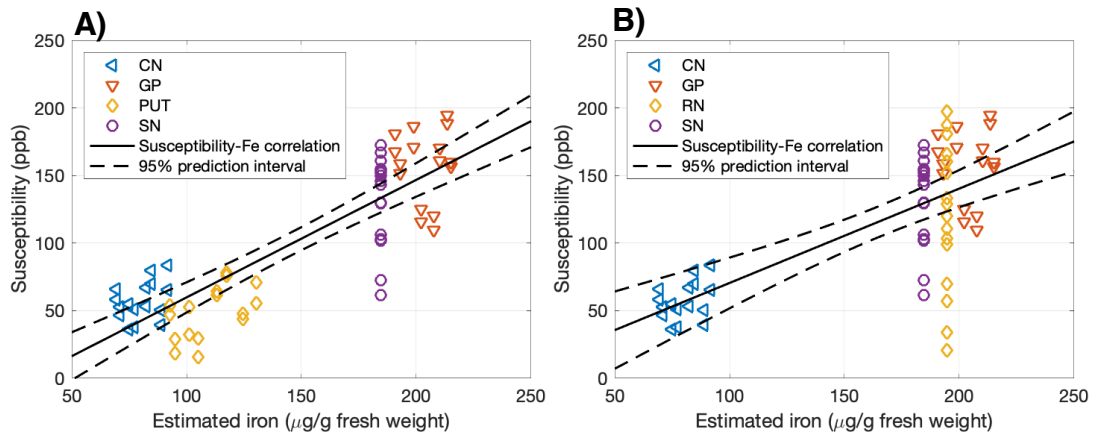 A)
250
200
150
100
50
0
50
100
150
200
250
Susceptibility (ppb)
Estimated iron (μg/g fresh weight)
CN
GP
PUT
SN
Susceptibility-Fe correlation
95% prediction interval
B)
250
200
150
100
50
0
50
100
150
200
250
Susceptibility (ppb)
Estimated iron (μg/g fresh weight)
CN
GP
RN
SN
Susceptibility-Fe correlation
95% prediction interval